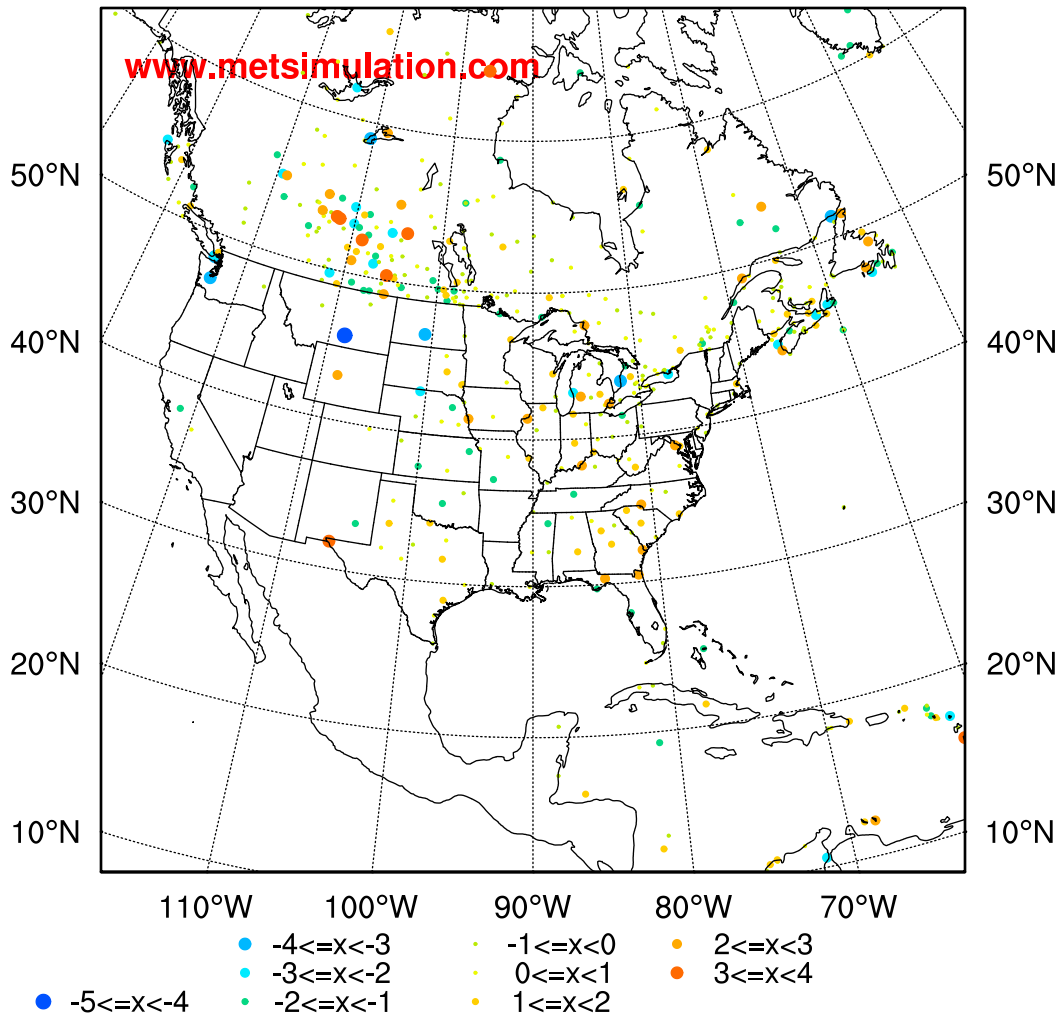 www.metsimulation.com
50°N 50°N
40°N 40°N
30°N 30°N
20°N 20°N
10°N 10°N
110°W 100°W 90°W 80°W 70°W
-4<=x<-3 -1<=x<0 2<=x<3
-3<=x<-2 0<=x<1 3<=x<4
-5<=x<-4 -2<=x<-1 1<=x<2